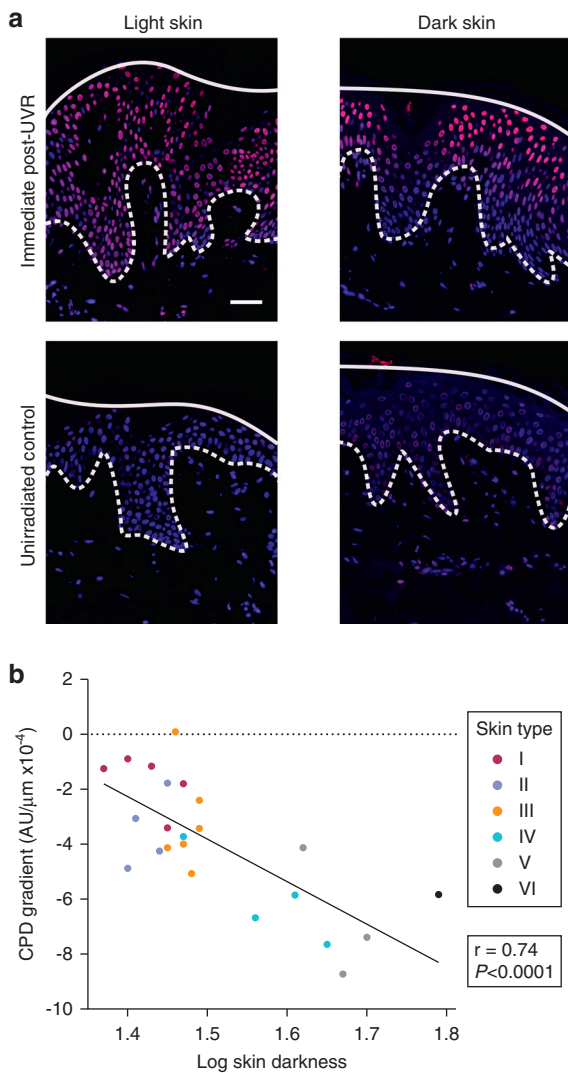 a
Light skin
Dark skin
Immediate post-UVR
Unirradiated control
b
CPD gradient (AU/μm x10⁻⁴)
2
0
-2
-4
-6
-8
-10
1.4
1.5
1.6
1.7
1.8
Log skin darkness
Skin type
I
II
III
IV
V
VI
r = 0.74
P<0.0001